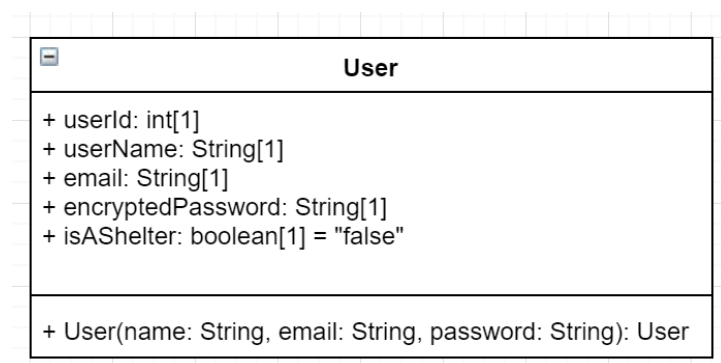 User
+ userId: int[1]
+ userName: String[1]
+ email: String[1]
+ encryptedPassword: String[1]
+ isAShelter: boolean[1] = "false"
+ User(name: String, email: String, password: String): User